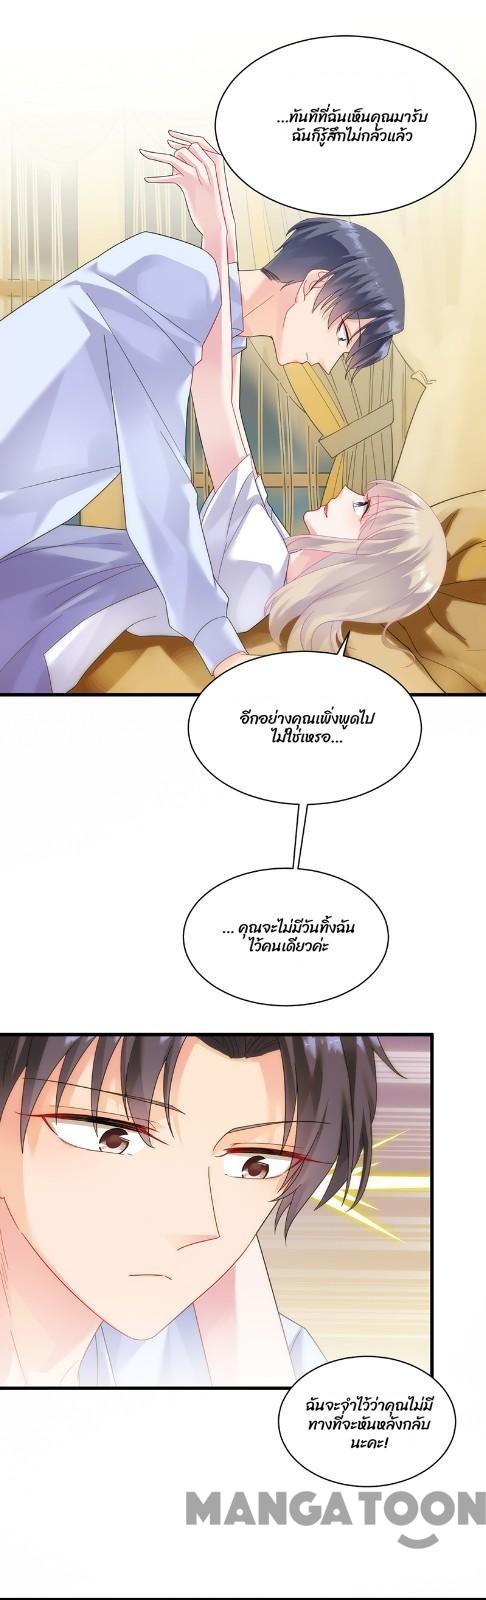 ...ทันทีที่ฉันเห็นคุณมารับ
ฉันก็รู้สึกไม่กลัวแล้ว
อีกอย่างคุณเพิ่งพูดไป
ไม่ใช่เหรอ...
... คุณจะไม่มีวันทิ้งฉัน
ไว้คนเดียวค่ะ
ฉันจะจำไว้ว่าคุณไม่มี
ทางที่จะหันหลังกลับ
นะคะ!
MANGATOON